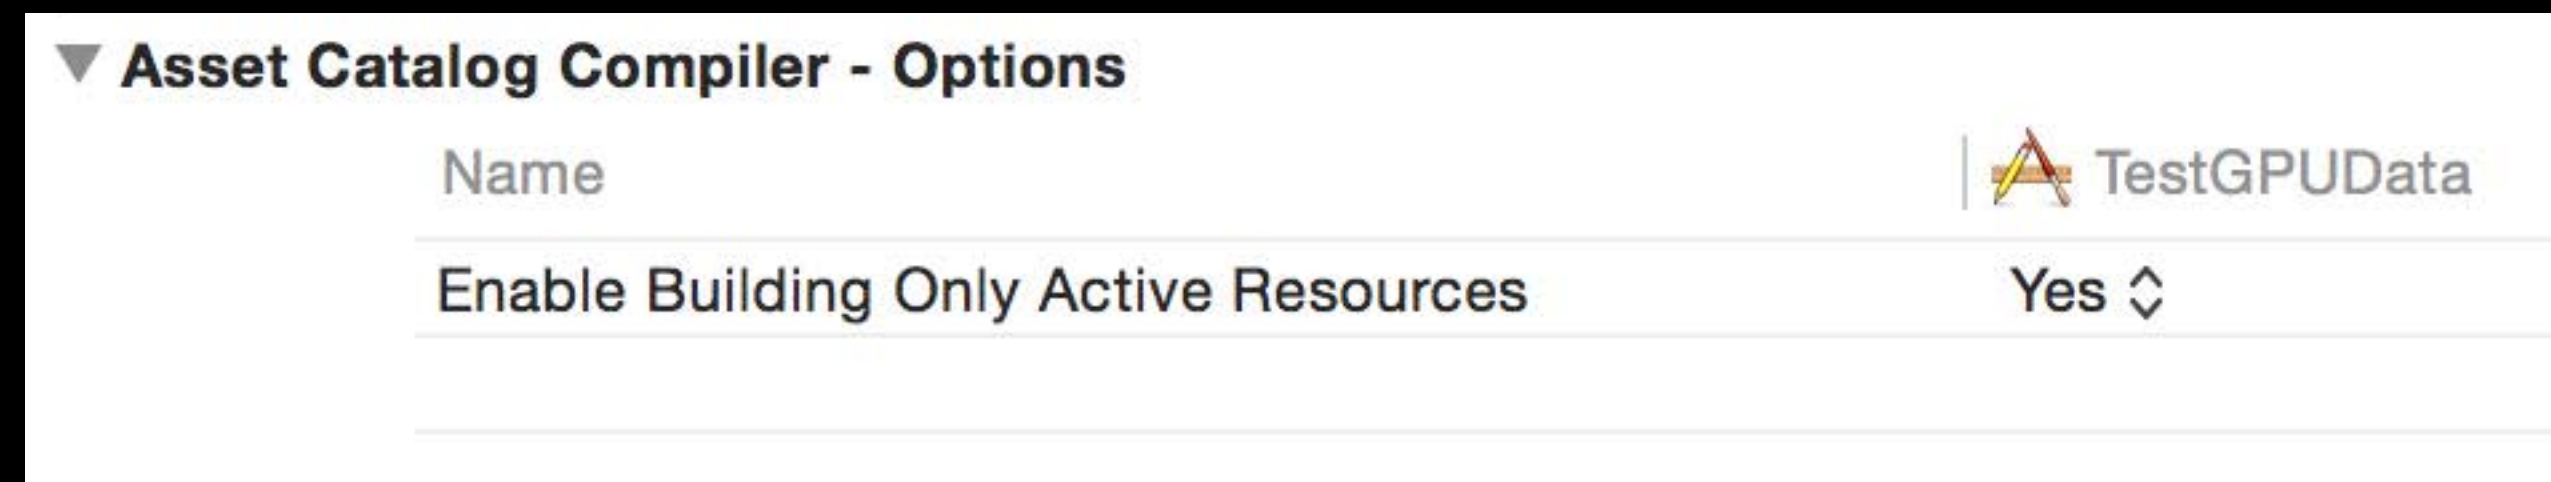 Asset Catalog Compiler - Options
Name TestGPUData
Enable Building Only Active Resources Yes